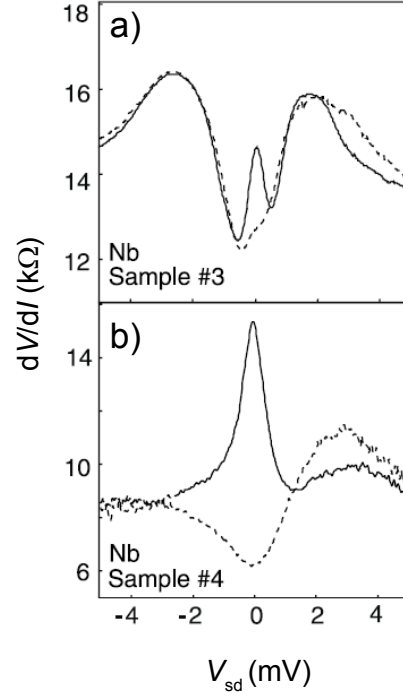 18
a)
16
14
12
Nb
Sample #3
dV/dI (kΩ)
b)
14
10
6
Nb
Sample #4
-4 -2 0 2 4
Vsd (mV)